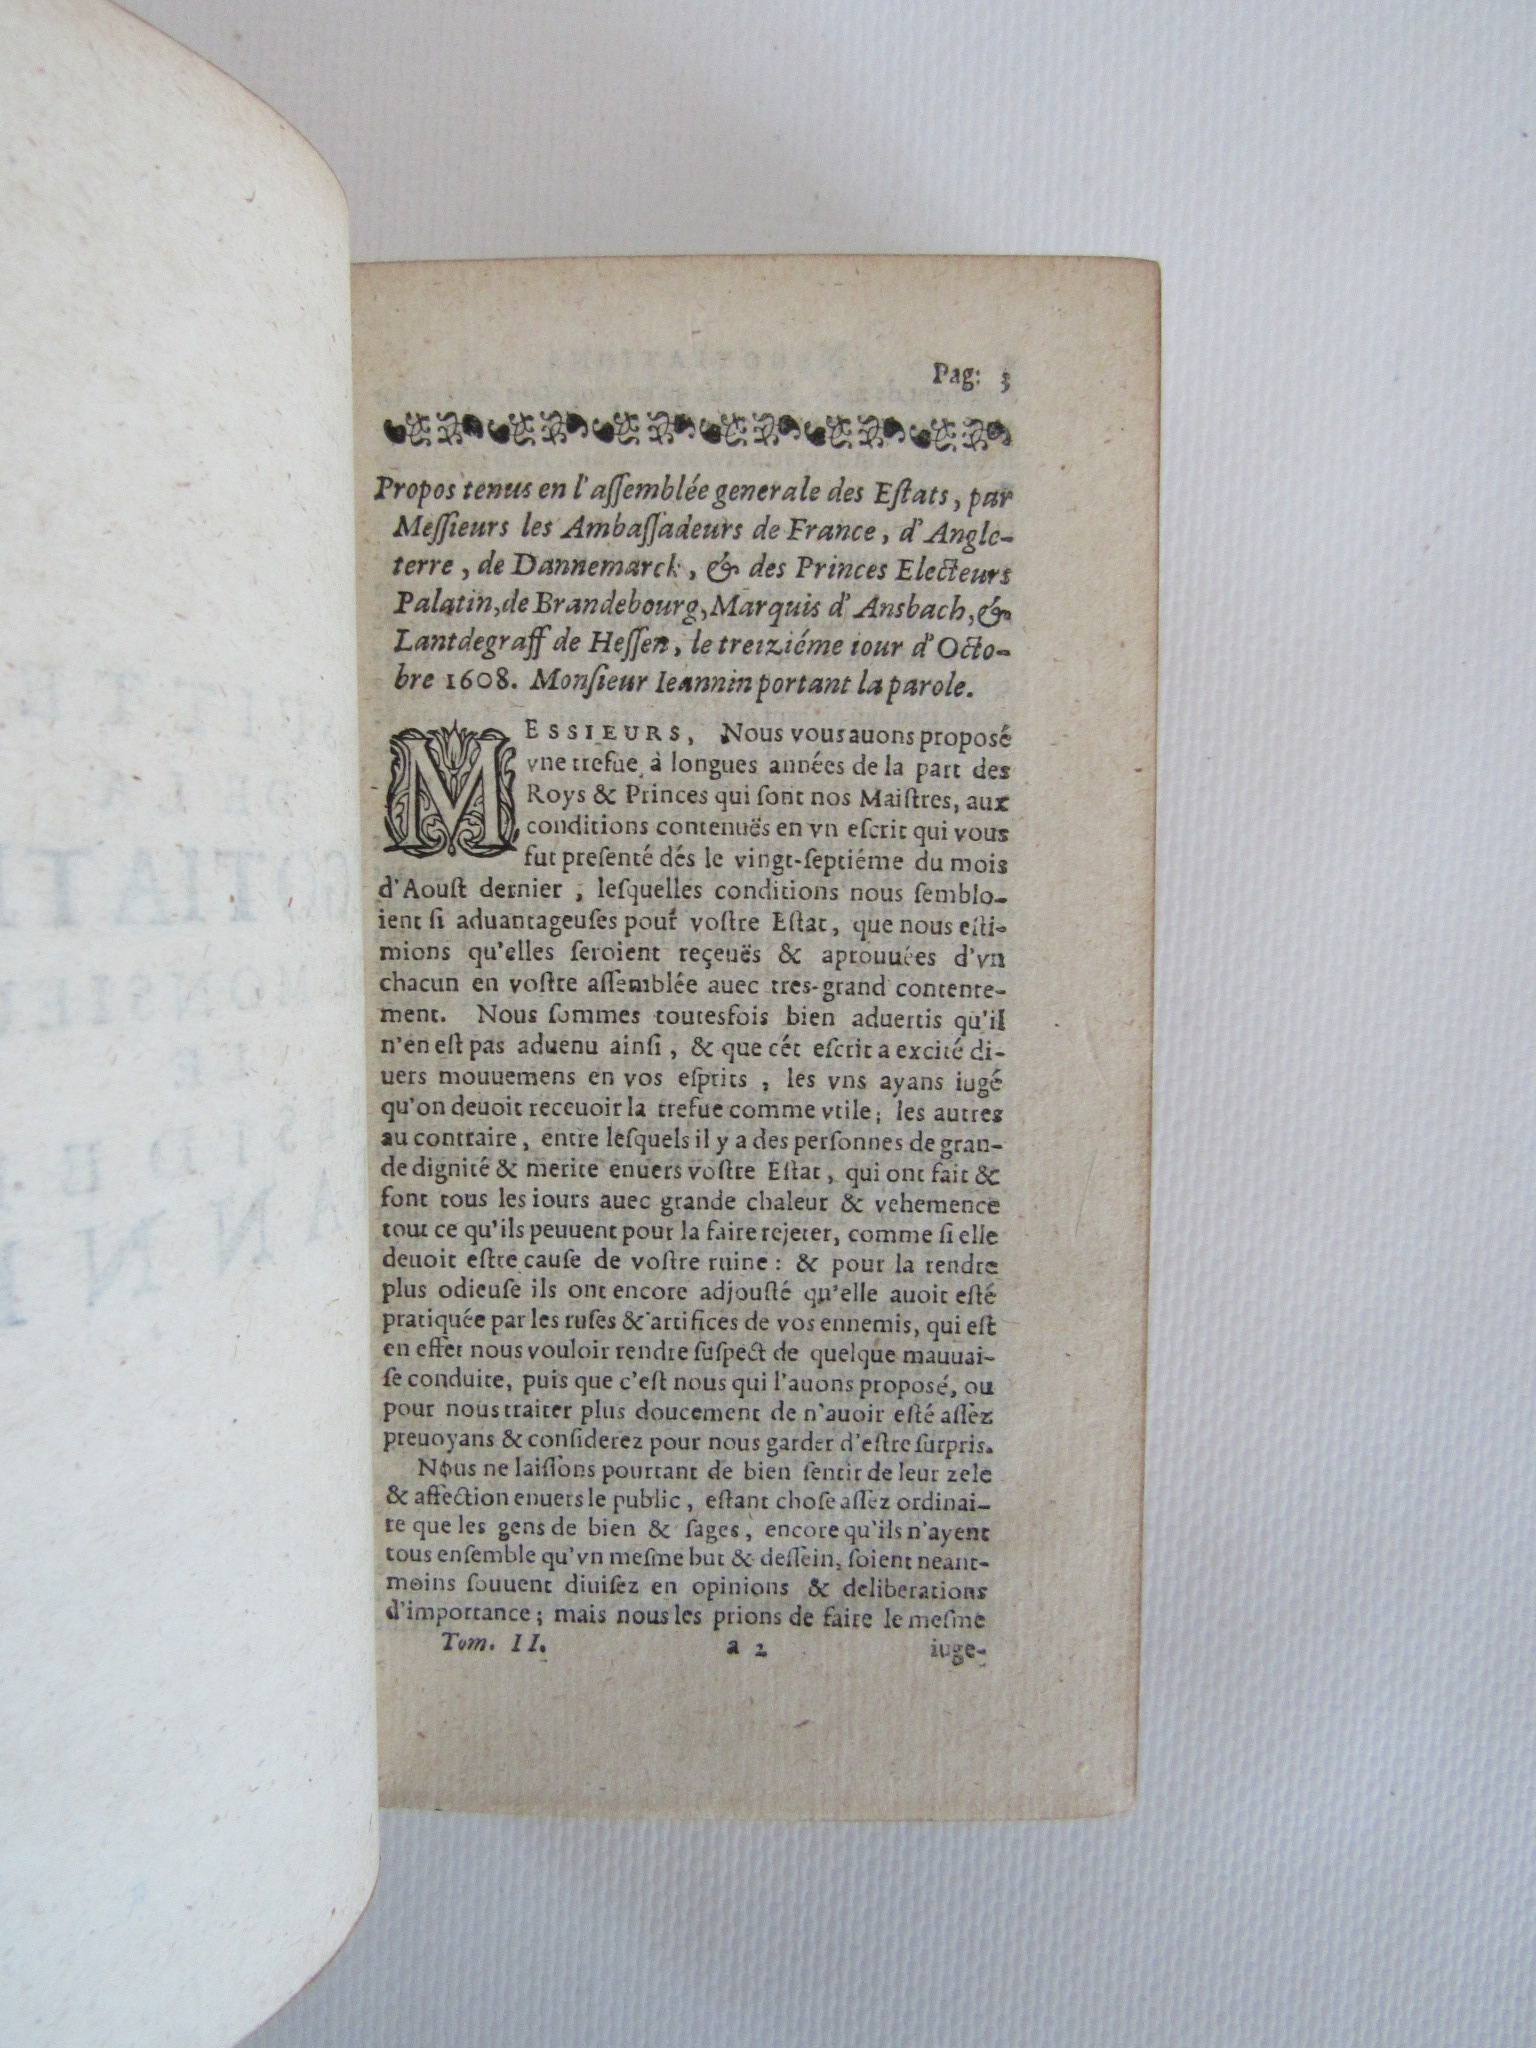 Pag: 3
Propos tenus en l'aſſemblée generale des Eſtats, par
Meſſieurs les Ambaſſadeurs de France, d'Angle-
terre, de Dannemarck, & des Princes Electeurs
Palatin, de Brandebourg, Marquis d'Ansbach, &
Lantdegraff de Heſſen, le treiziéme iour d'Octo-
bre 1608. Monſieur Ieannin portant la parole.
MESSIEURS, Nous vous auons proposé
vne trefue à longues années de la part des
Roys & Princes qui ſont nos Maiſtres, aux
conditions contenuës en vn eſcrit qui vous
fut preſenté dés le vingt-ſeptiéme du mois
d'Aouſt dernier, leſquelles conditions nous ſemblo-
ient ſi aduantageuſes pour voſtre Eſtat, que nous eſti-
mions qu'elles ſeroient reçeuës & aprouuées d'vn
chacun en voſtre aſſemblée auec tres-grand contente-
ment. Nous ſommes toutesfois bien aduertis qu'il
n'en eſt pas aduenu ainſi, & que cét eſcrit a excité di-
uers mouuemens en vos eſprits, les vns ayans iugé
qu'on deuoit receuoir la trefue comme vtile; les autres
au contraire, entre leſquels il y a des perſonnes de gran-
de dignité & merite enuers voſtre Eſtat, qui ont fait &
font tous les iours auec grande chaleur & vehemence
tout ce qu'ils peuuent pour la faire rejeter, comme ſi elle
deuoit eſtre cauſe de voſtre ruine: & pour la rendre
plus odieuſe ils ont encore adjouſté qu'elle auoit eſté
pratiquée par les ruſes & artifices de vos ennemis, qui eſt
en effet nous vouloir rendre ſuſpect de quelque mauuai-
ſe conduite, puis que c'eſt nous qui l'auons proposé, ou
pour nous traiter plus doucement de n'auoir eſté aſſez
preuoyans & conſiderez pour nous garder d'eſtre ſurpris.
Nous ne laiſſons pourtant de bien ſentir de leur zele
& affection enuers le public, eſtant choſe aſſez ordinai-
re que les gens de bien & ſages, encore qu'ils n'ayent
tous enſemble qu'vn meſme but & deſſein, ſoient neant-
moins ſouuent diuiſez en opinions & deliberations
d'importance; mais nous les prions de faire le meſme
Tom. II. a 2 iuge-